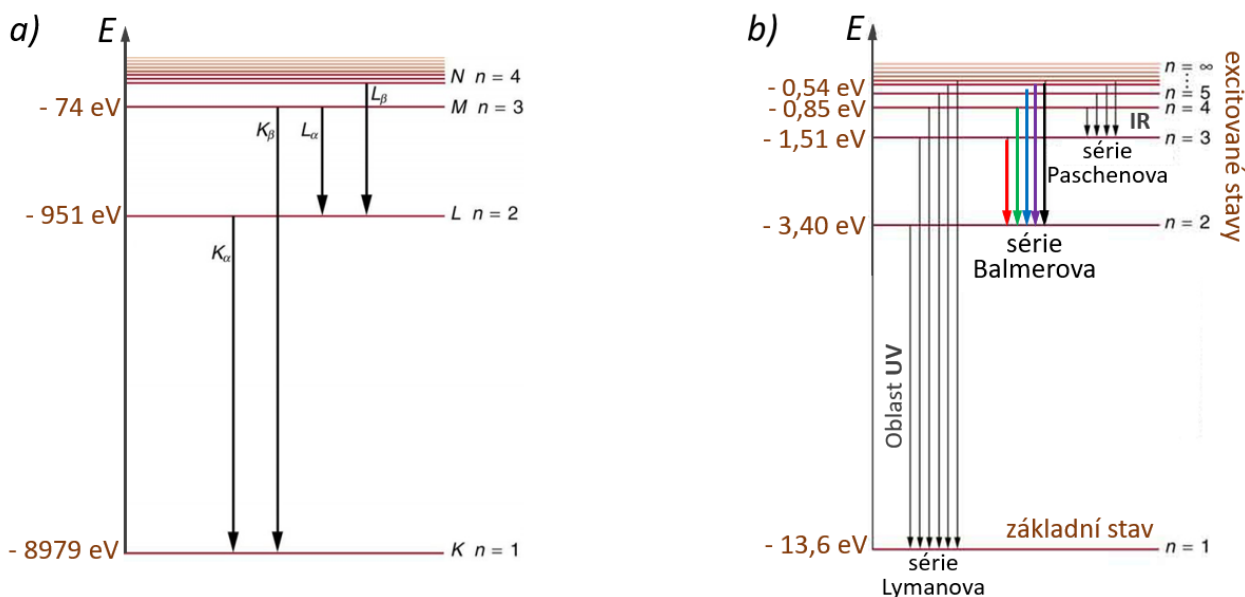 a)
E
N n = 4
- 74 eV
M n = 3
Lβ
Kβ
Lα
- 951 eV
L n = 2
Kα
- 8979 eV
K n = 1
b)
E
n = ∞
⋮
- 0,54 eV
n = 5
- 0,85 eV
n = 4
IR
- 1,51 eV
n = 3
série
Paschenova
- 3,40 eV
n = 2
série
Balmerova
excitované stavy
Oblast UV
základní stav
- 13,6 eV
n = 1
série
Lymanova